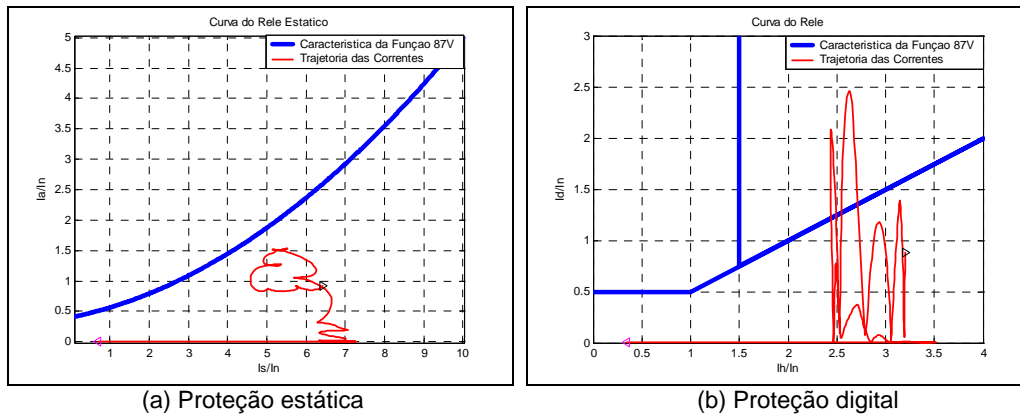 Curva do Rele Estatico
Caracteristica da Funçao 87V
Trajetoria das Correntes
5
4.5
4
3.5
3
2.5
2
1.5
1
0.5
0
Ia/In
1 2 3 4 5 6 7 8 9 10
Is/In
(a) Proteção estática
Curva do Rele
Caracteristica da Funçao 87V
Trajetoria das Correntes
3
2.5
2
1.5
1
0.5
0
Id/In
0 0.5 1 1.5 2 2.5 3 3.5 4
Ih/In
(b) Proteção digital